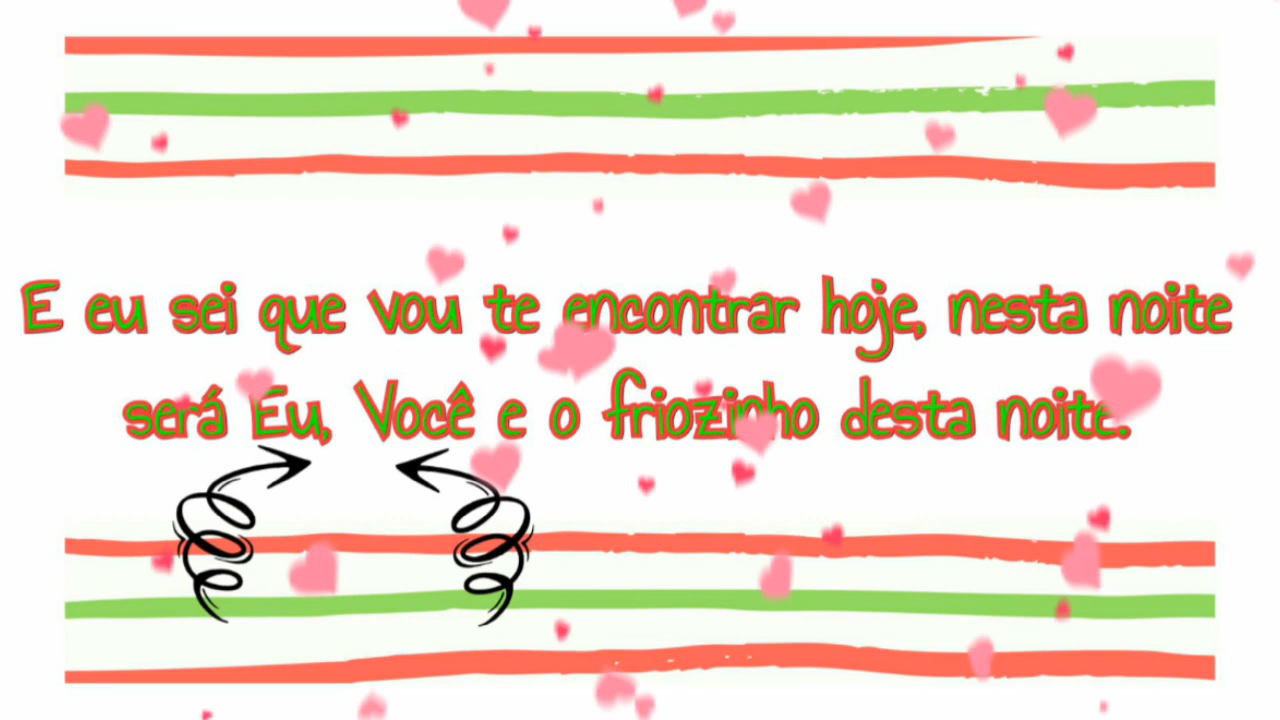 E eu sei que vou te encontrar hoje, nesta noite
será Eu, Você e o friozinho desta noite.